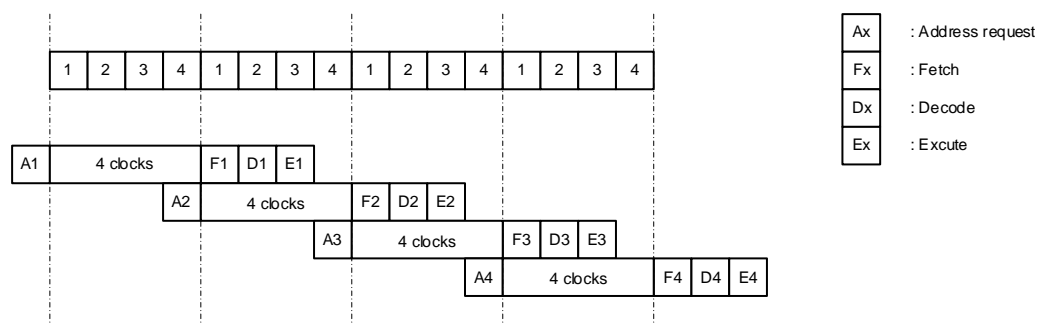 Ax : Address request
1 2 3 4 1 2 3 4 1 2 3 4 1 2 3 4
Fx : Fetch
Dx : Decode
Ex : Excute
A1 4 clocks F1 D1 E1
A2 4 clocks F2 D2 E2
A3 4 clocks F3 D3 E3
A4 4 clocks F4 D4 E4